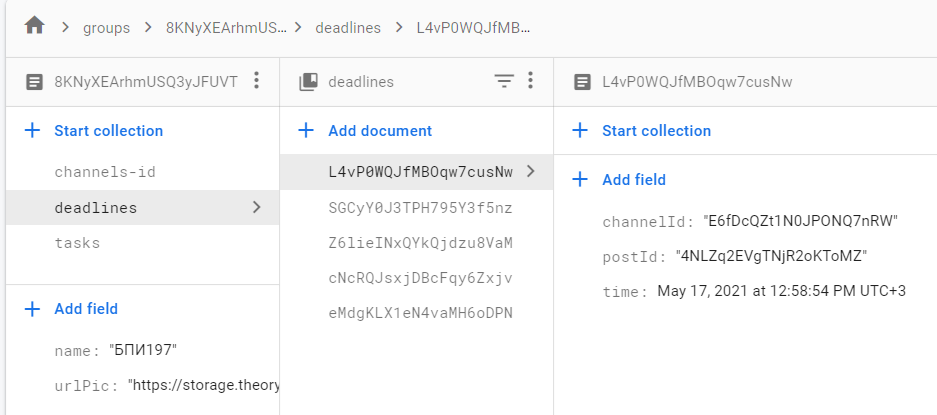 groups 8KNyXEArhmUS... deadlines L4vP0WQJfMB...
8KNyXEArhmUSQ3yJFUVT
Start collection
channels-id
deadlines
tasks
Add field
name: "БПИ197"
urlPic: "https://storage.theory
deadlines
Add document
L4vP0WQJfMBOqw7cusNw
SGCyY0J3TPH795Y3f5nz
Z6lieINxQYkQjdzu8VaM
cNcRQJsxjDBcFqy6Zxjv
eMdgKLX1eN4vaMH6oDPN
L4vP0WQJfMBOqw7cusNw
Start collection
Add field
channelId: "E6fDcQZt1N0JPONQ7nRW"
postId: "4NLZq2EVgTNjR2oKToMZ"
time: May 17, 2021 at 12:58:54 PM UTC+3